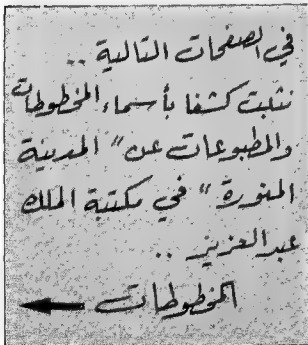 في الصفحات التالية ..
نثبت كشفا بأسماء المخطوطات
والمطبوعات عن " المدينة
المنورة " في مكتبة الملك
عبد العزيز ..
المخطوطات